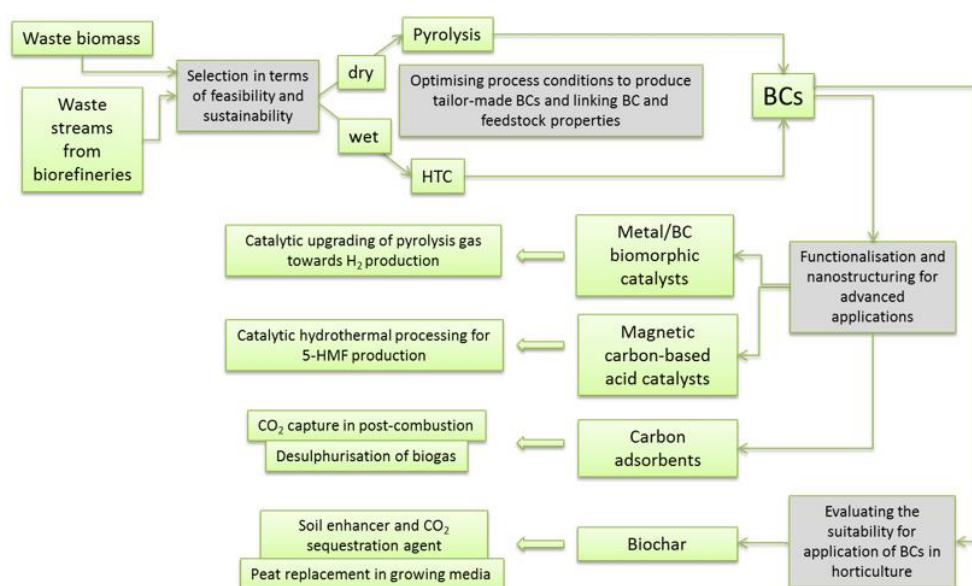 Waste biomass
Waste
streams
from
biorefineries
Selection in terms
of feasibility and
sustainability
dry
wet
Pyrolysis
Optimising process conditions to produce
tailor-made BCs and linking BC and
feedstock properties
HTC
BCs
Functionalisation and
nanostructuring for
advanced
applications
Metal/BC
biomorphic
catalysts
Catalytic upgrading of pyrolysis gas
towards H₂ production
Magnetic
carbon-based
acid catalysts
Catalytic hydrothermal processing for
5-HMF production
Carbon
adsorbents
CO₂ capture in post-combustion
Desulphurisation of biogas
Evaluating the
suitability for
application of BCs in
horticulture
Biochar
Soil enhancer and CO₂
sequestration agent
Peat replacement in growing media